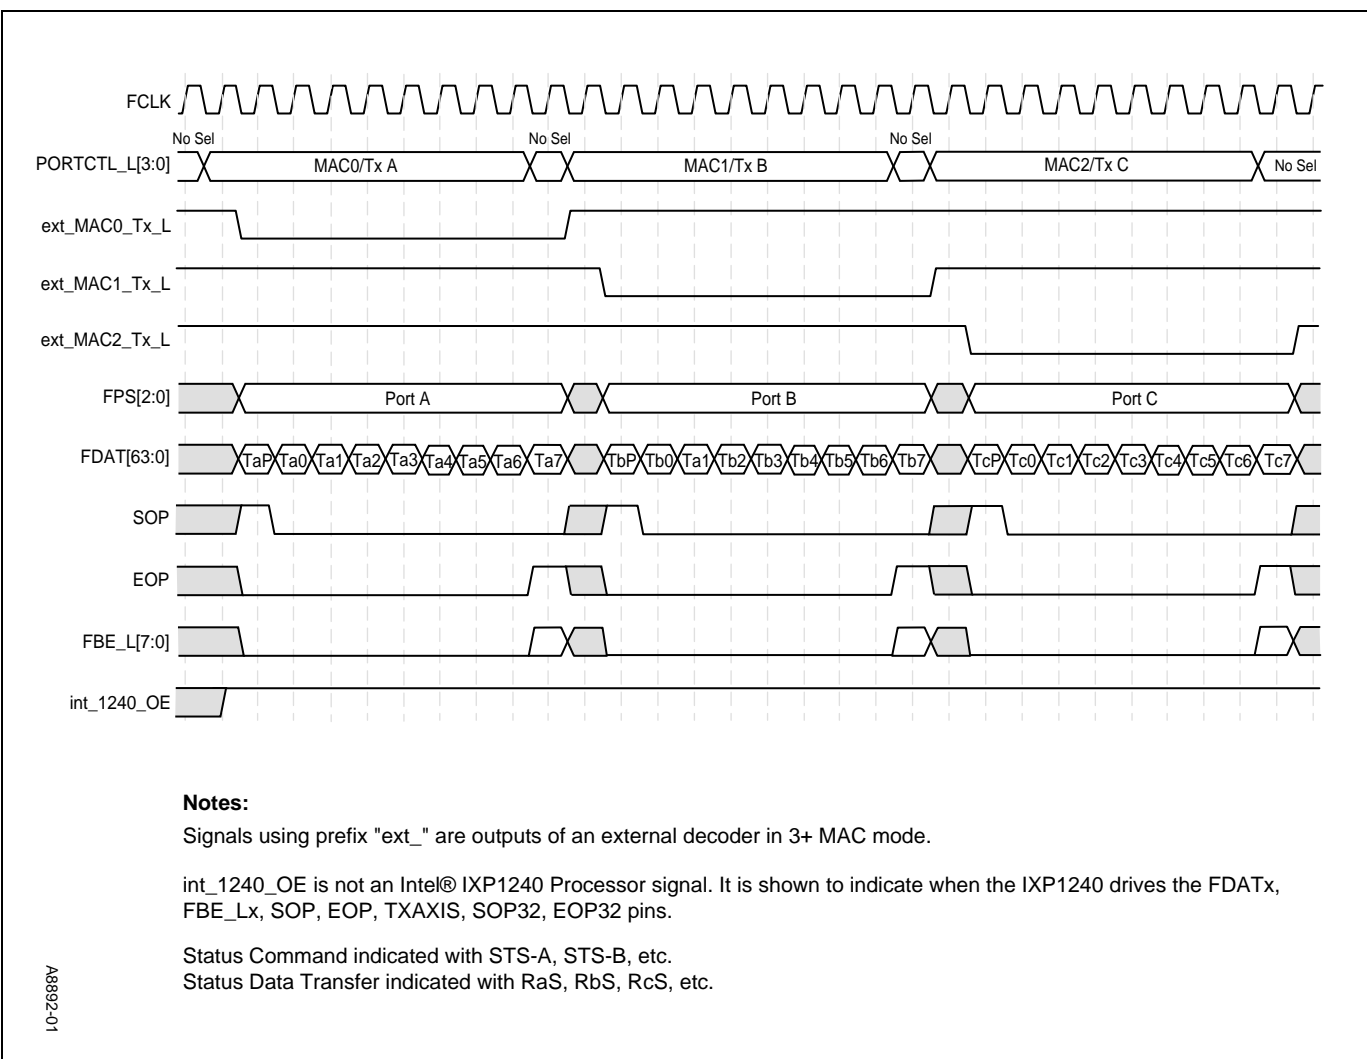 FCLK
No Sel No Sel No Sel
PORTCTL_L[3:0] MAC0/Tx A MAC1/Tx B MAC2/Tx C No Sel
ext_MAC0_Tx_L
ext_MAC1_Tx_L
ext_MAC2_Tx_L
FPS[2:0] Port A Port B Port C
FDAT[63:0] TaP Ta0 Ta1 Ta2 Ta3 Ta4 Ta5 Ta6 Ta7 TbP Tb0 Ta1 Tb2 Tb3 Tb4 Tb5 Tb6 Tb7 TcP Tc0 Tc1 Tc2 Tc3 Tc4 Tc5 Tc6 Tc7
SOP
EOP
FBE_L[7:0]
int_1240_OE
Notes:
Signals using prefix "ext_" are outputs of an external decoder in 3+ MAC mode.
int_1240_OE is not an Intel® IXP1240 Processor signal. It is shown to indicate when the IXP1240 drives the FDATx,
FBE_Lx, SOP, EOP, TXAXIS, SOP32, EOP32 pins.
Status Command indicated with STS-A, STS-B, etc.
Status Data Transfer indicated with RaS, RbS, RcS, etc.
A8892-01